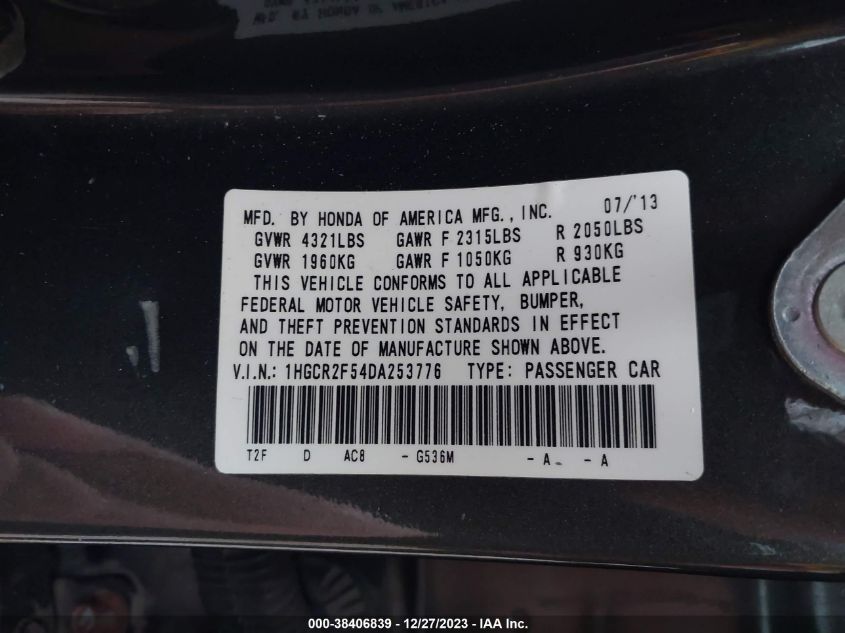 MFD. BY HONDA OF AMERICA MFG., INC. 07/'13
GVWR 4321LBS GAWR F 2315LBS R 2050LBS
GVWR 1960KG GAWR F 1050KG R 930KG
THIS VEHICLE CONFORMS TO ALL APPLICABLE
FEDERAL MOTOR VEHICLE SAFETY, BUMPER,
AND THEFT PREVENTION STANDARDS IN EFFECT
ON THE DATE OF MANUFACTURE SHOWN ABOVE.
V.I.N.: 1HGCR2F54DA253776 TYPE: PASSENGER CAR
T2F D AC8 - G536M - A - - A
000-38406839 - 12/27/2023 - IAA Inc.